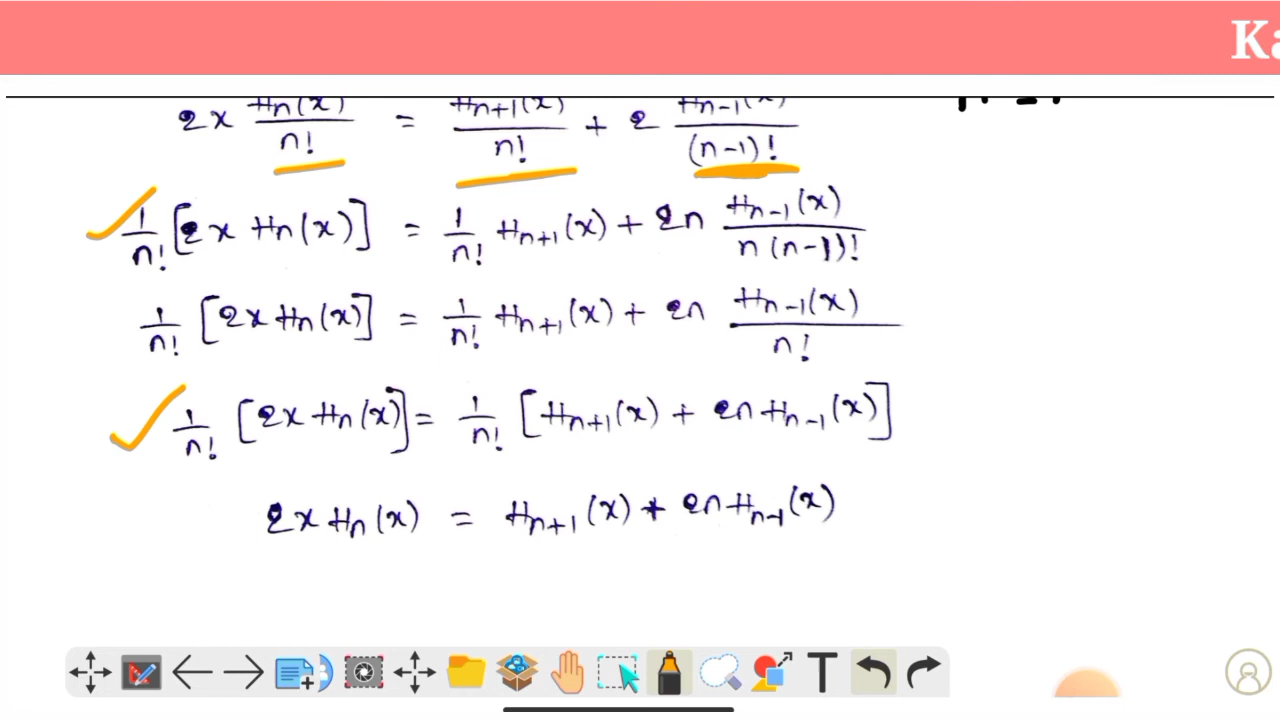 Ka
2x Hn(x)/n! = Hn+1(x)/n! + 2 Hn-1(x)/(n-1)!
1/n! [2x Hn(x)] = 1/n! Hn+1(x) + 2n Hn-1(x)/n(n-1)!
1/n! [2x Hn(x)] = 1/n! Hn+1(x) + 2n Hn-1(x)/n!
1/n! [2x Hn(x)] = 1/n! [Hn+1(x) + 2n Hn-1(x)]
2x Hn(x) = Hn+1(x) + 2n Hn-1(x)
T